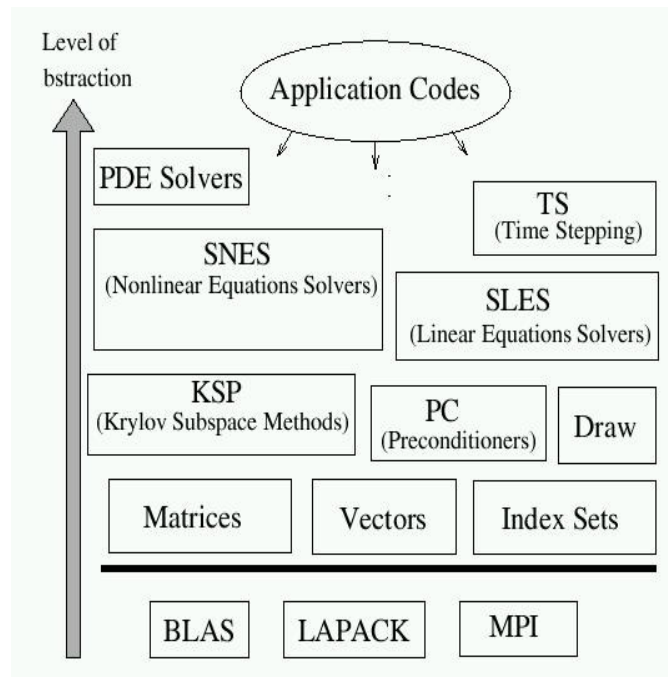 Level of
bstraction
Application Codes
PDE Solvers
TS
(Time Stepping)
SNES
(Nonlinear Equations Solvers)
SLES
(Linear Equations Solvers)
KSP
(Krylov Subspace Methods)
PC
(Preconditioners)
Draw
Matrices
Vectors
Index Sets
BLAS
LAPACK
MPI